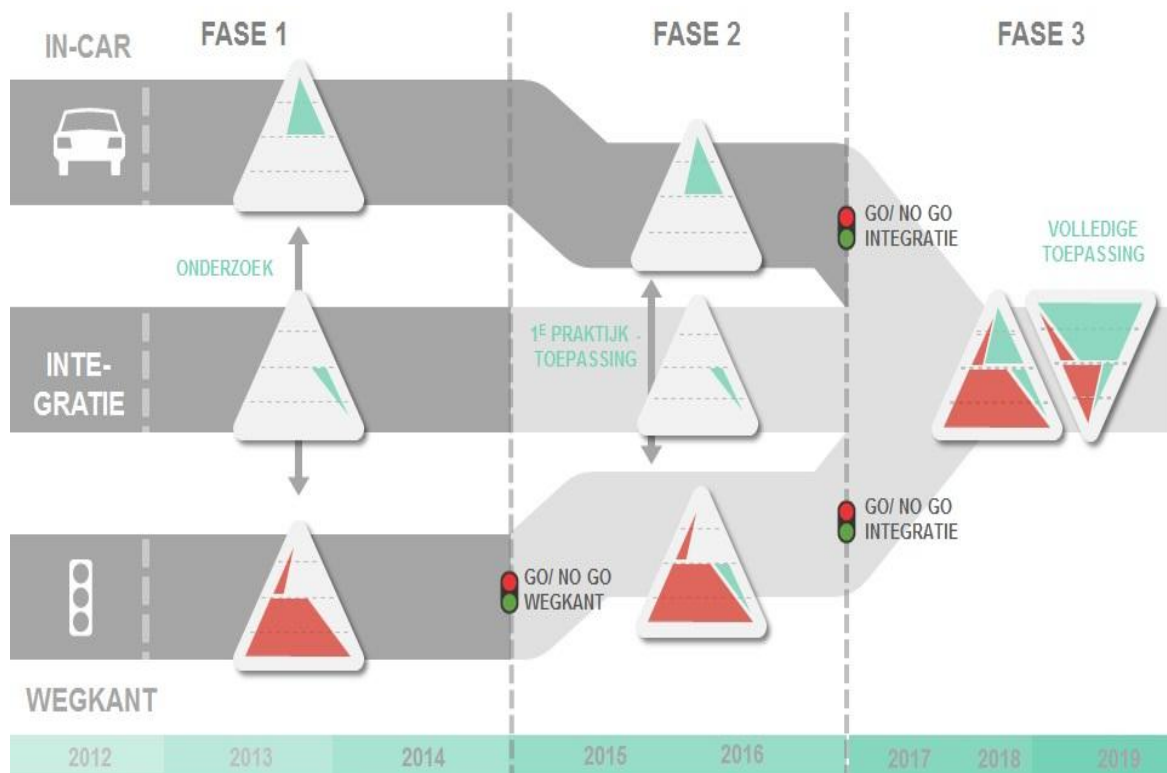 IN-CAR
FASE 1
FASE 2
FASE 3
ONDERZOEK
GO/ NO GO
INTEGRATIE
VOLLEDIGE
TOEPASSING
INTE-
GRATIE
1E PRAKTIJK -
TOEPASSING
GO/ NO GO
WEGKANT
GO/ NO GO
INTEGRATIE
WEGKANT
2012
2013
2014
2015
2016
2017
2018
2019